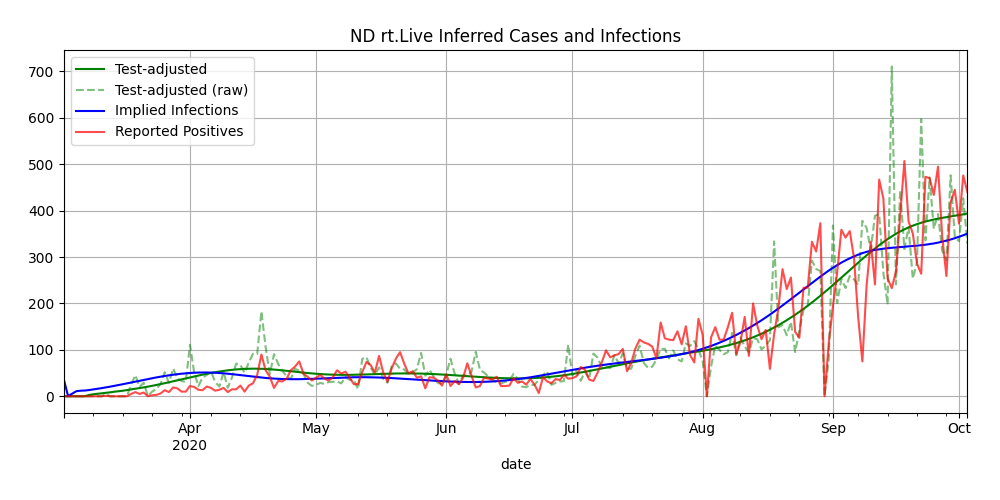 ND rt.Live Inferred Cases and Infections
Test-adjusted
Test-adjusted (raw)
Implied Infections
Reported Positives
700
600
500
400
300
200
100
0
Apr May Jun Jul Aug Sep Oct
2020
date